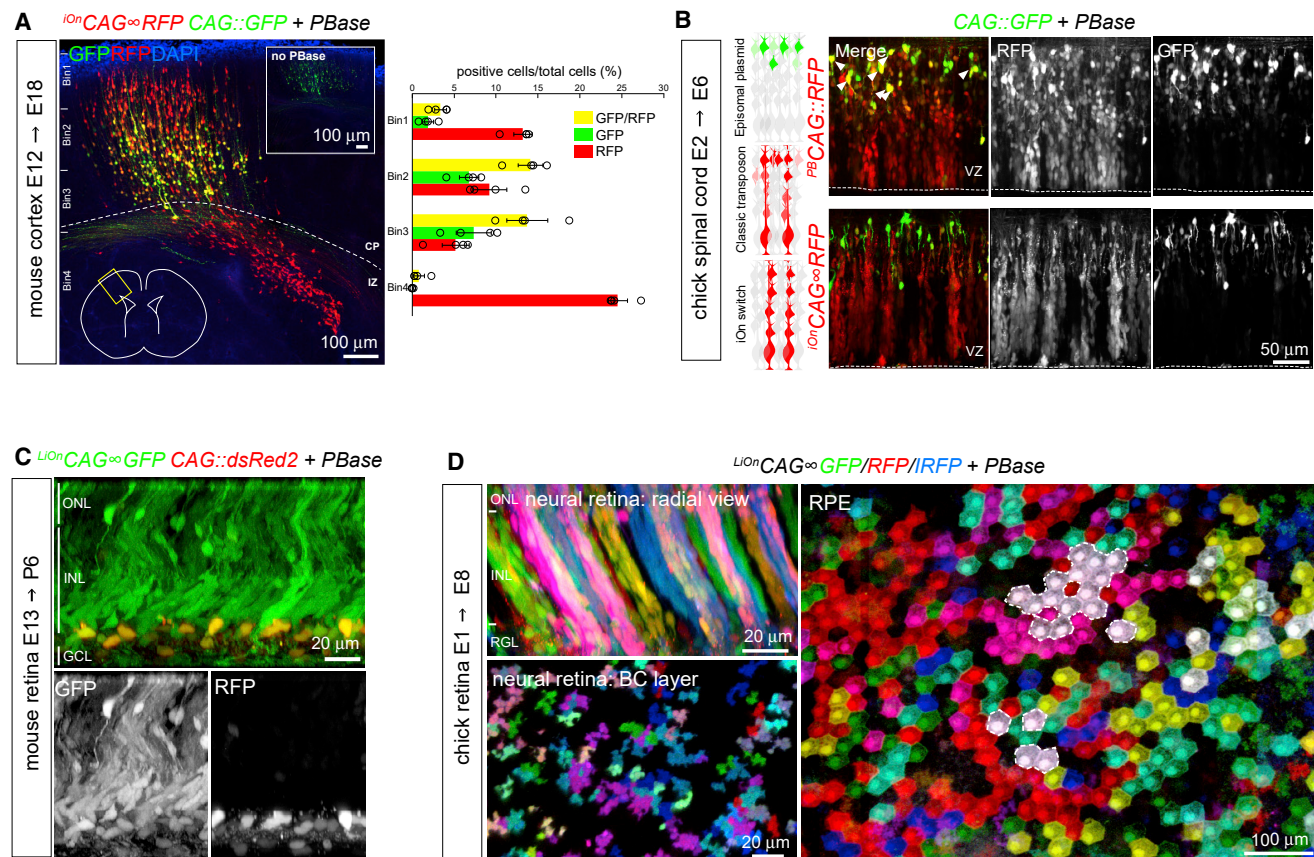 A
iOnCAG∞RFP CAG::GFP + PBase
mouse cortex E12 → E18
GFPRFPDAPI
no PBase
100 μm
Bin1
Bin2
Bin3
Bin4
CP
IZ
100 μm
positive cells/total cells (%)
0 5 10 15 20 25 30
GFP/RFP
GFP
RFP
Bin1
Bin2
Bin3
Bin4
B
CAG::GFP + PBase
chick spinal cord E2 → E6
Episomal plasmid
Classic transposon
iOn switch
PBCAG::RFP
iOnCAG∞RFP
Merge
RFP
GFP
VZ
VZ
50 μm
C
LiOnCAG∞GFP CAG::dsRed2 + PBase
mouse retina E13 → P6
ONL
INL
GCL
20 μm
GFP
RFP
D
LiOnCAG∞GFP/RFP/IRFP + PBase
chick retina E1 → E8
neural retina: radial view
ONL
INL
RGL
20 μm
neural retina: BC layer
20 μm
RPE
100 μm